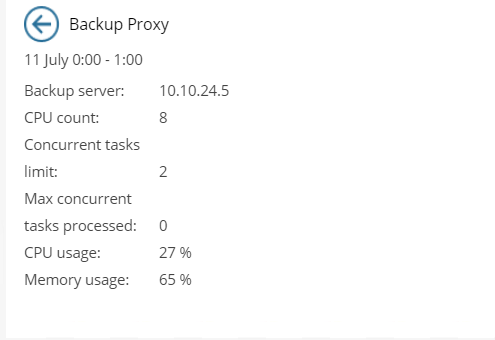 Backup Proxy
11 July 0:00 - 1:00
Backup server: 10.10.24.5
CPU count: 8
Concurrent tasks
limit: 2
Max concurrent
tasks processed: 0
CPU usage: 27 %
Memory usage: 65 %